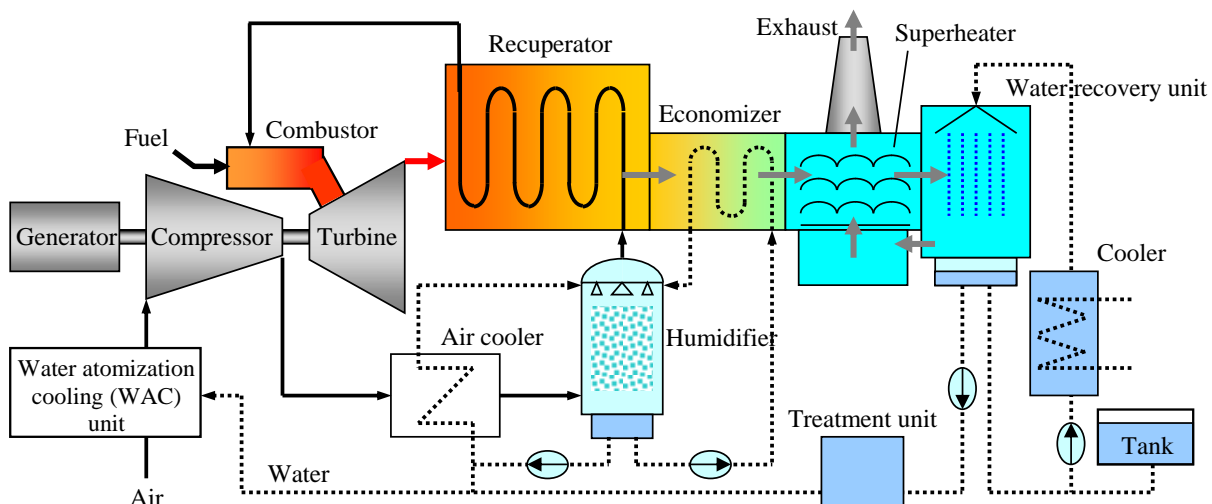 Exhaust
Superheater
Recuperator
Water recovery unit
Economizer
Fuel
Combustor
Generator
Compressor
Turbine
Cooler
Air cooler
Humidifier
Water atomization
cooling (WAC)
unit
Treatment unit
Tank
Water
Air